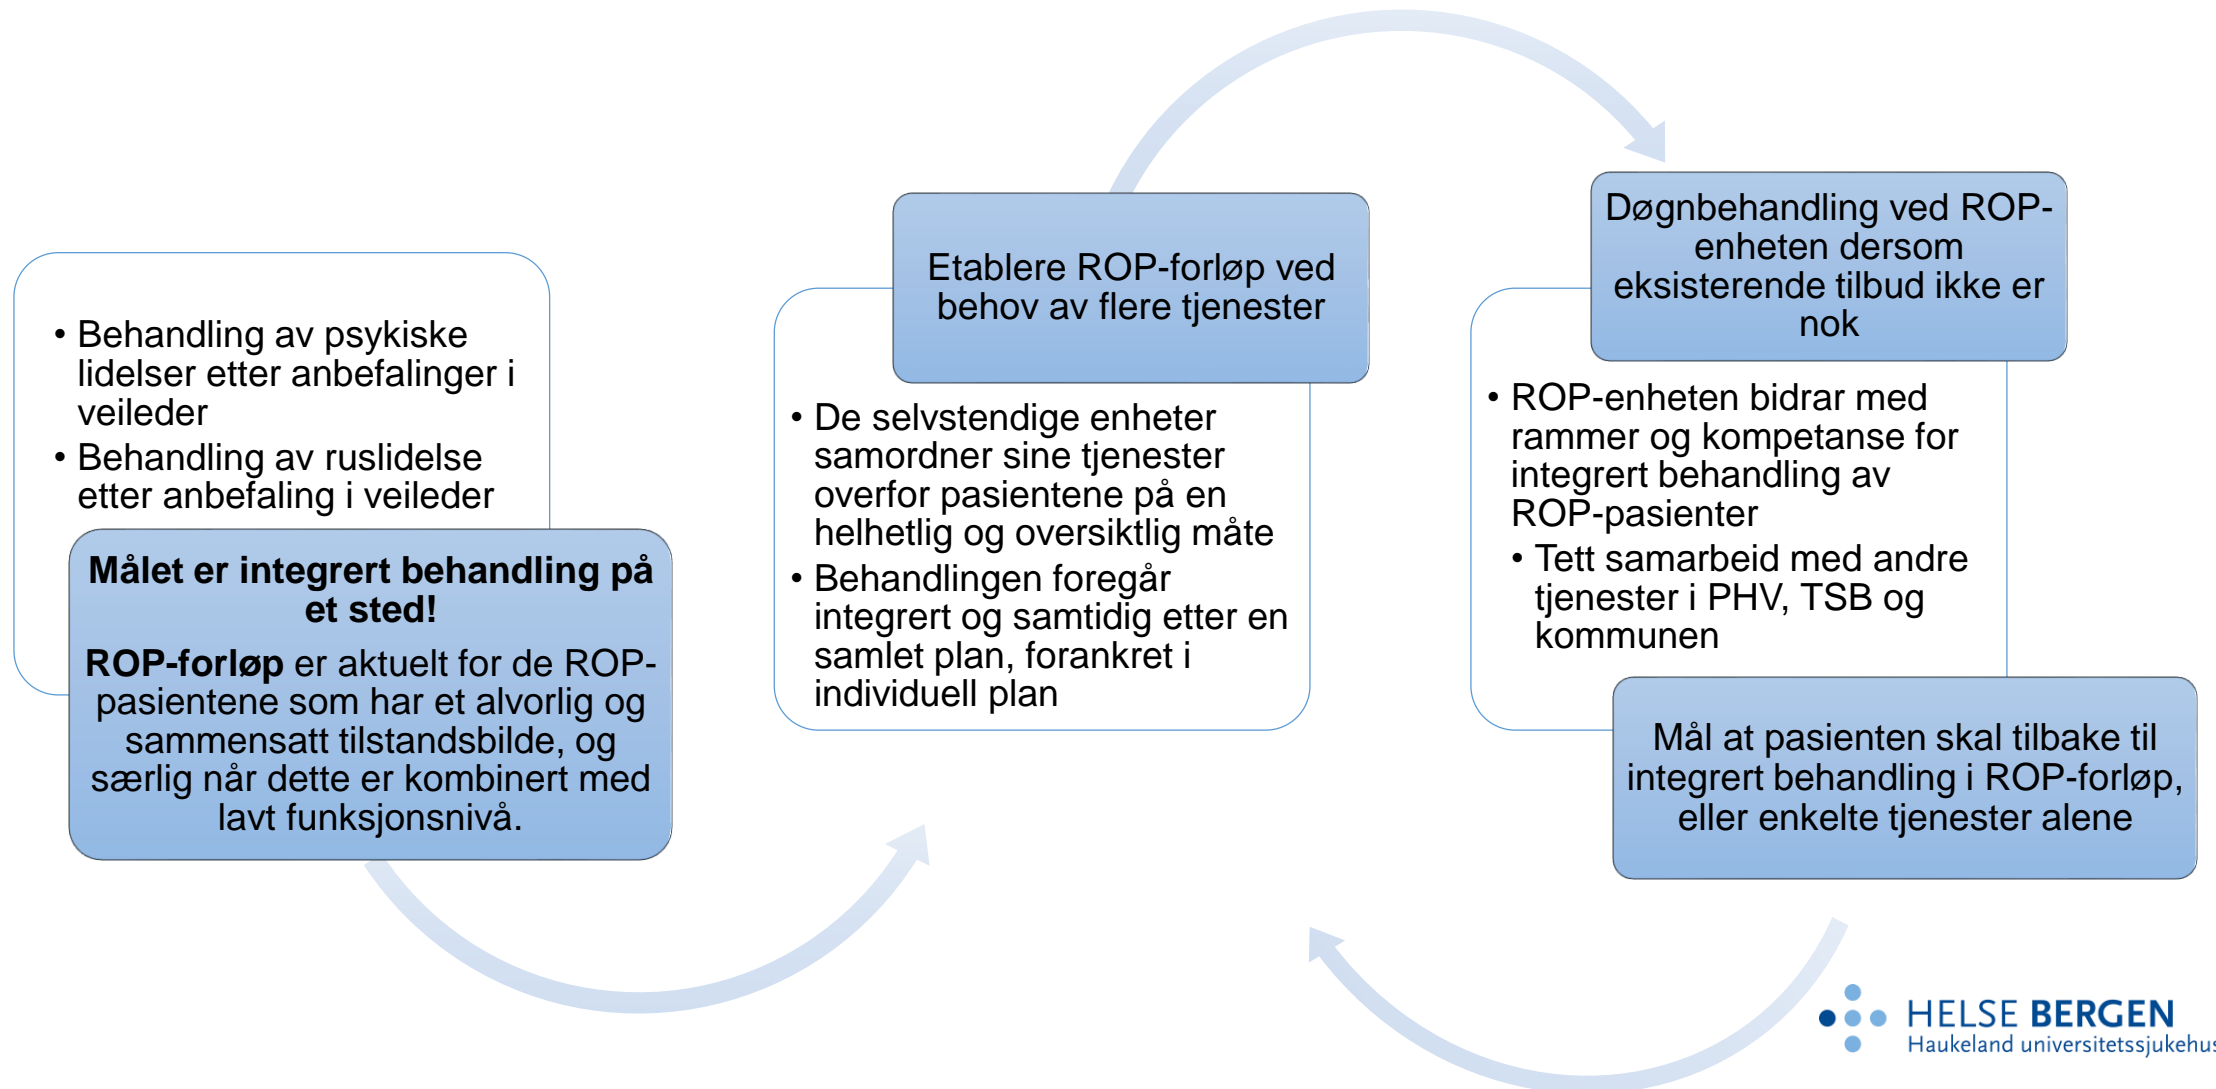 • Behandling av psykiske
lidelser etter anbefalinger i
veileder
• Behandling av ruslidelse
etter anbefaling i veileder
Målet er integrert behandling på
et sted!
ROP-forløp er aktuelt for de ROP-
pasientene som har et alvorlig og
sammensatt tilstandsbilde, og
særlig når dette er kombinert med
lavt funksjonsnivå.
Etablere ROP-forløp ved
behov av flere tjenester
• De selvstendige enheter
samordner sine tjenester
overfor pasientene på en
helhetlig og oversiktlig måte
• Behandlingen foregår
integrert og samtidig etter en
samlet plan, forankret i
individuell plan
Døgnbehandling ved ROP-
enheten dersom
eksisterende tilbud ikke er
nok
• ROP-enheten bidrar med
rammer og kompetanse for
integrert behandling av
ROP-pasienter
• Tett samarbeid med andre
tjenester i PHV, TSB og
kommunen
Mål at pasienten skal tilbake til
integrert behandling i ROP-forløp,
eller enkelte tjenester alene
HELSE BERGEN
Haukeland universitetssjukehus